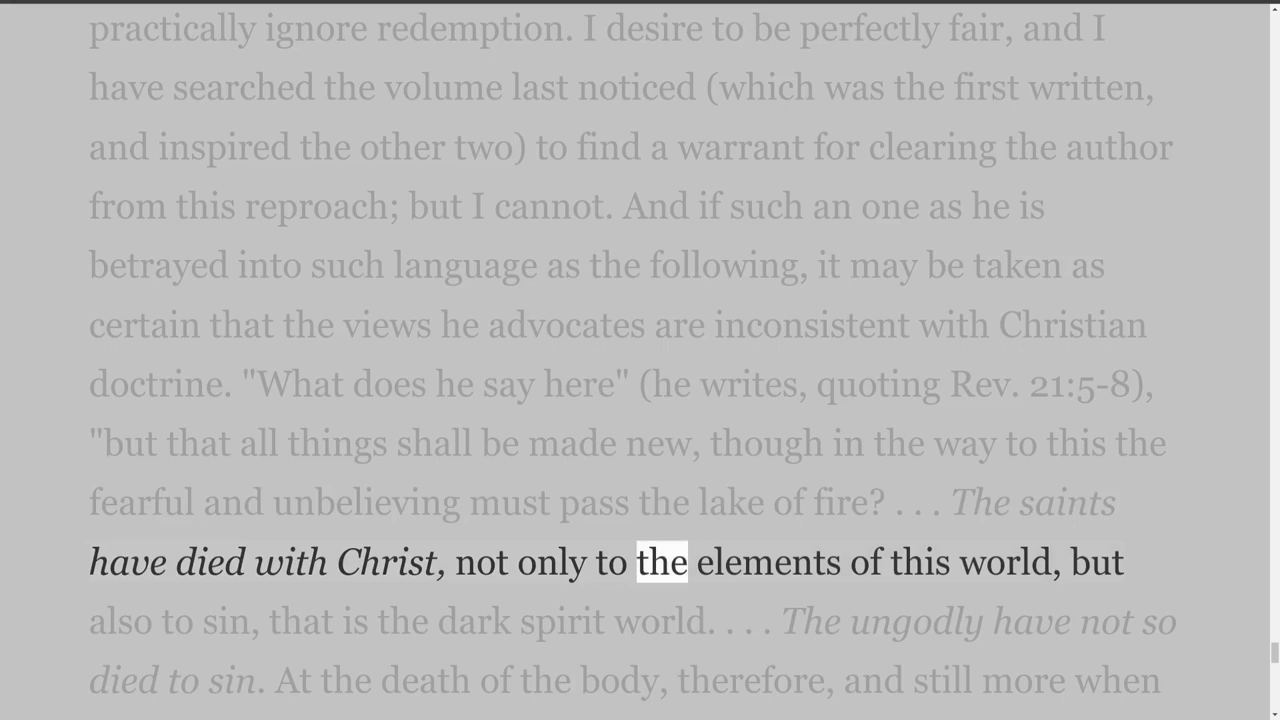 practically ignore redemption. I desire to be perfectly fair, and I
have searched the volume last noticed (which was the first written,
and inspired the other two) to find a warrant for clearing the author
from this reproach; but I cannot. And if such an one as he is
betrayed into such language as the following, it may be taken as
certain that the views he advocates are inconsistent with Christian
doctrine. "What does he say here" (he writes, quoting Rev. 21:5-8),
"but that all things shall be made new, though in the way to this the
fearful and unbelieving must pass the lake of fire? . . . The saints
have died with Christ, not only to the elements of this world, but
also to sin, that is the dark spirit world. . . . The ungodly have not so
died to sin. At the death of the body, therefore, and still more when